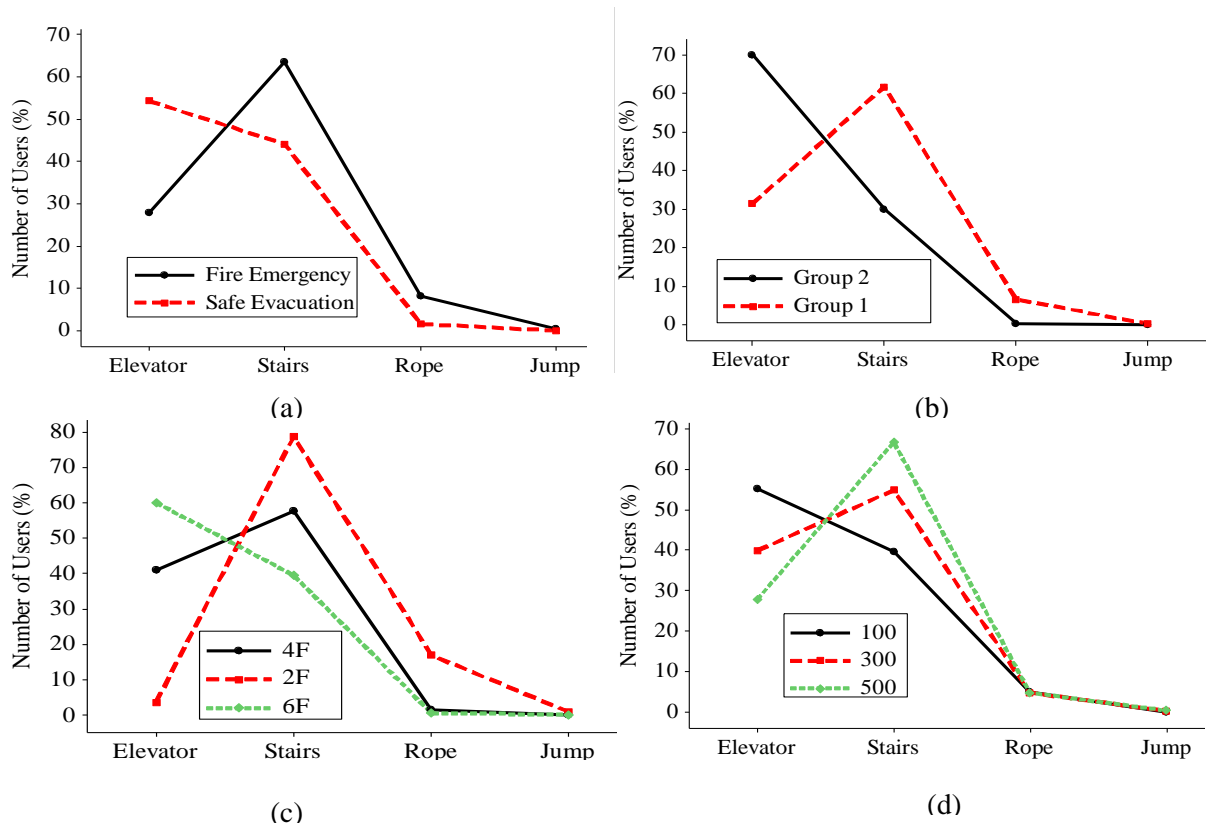 70
60
50
40
30
20
10
0
Number of Users (%)
Fire Emergency
Safe Evacuation
Elevator Stairs Rope Jump
(a)
70
60
50
40
30
20
10
0
Number of Users (%)
Group 2
Group 1
Elevator Stairs Rope Jump
(b)
80
70
60
50
40
30
20
10
0
Number of Users (%)
4F
2F
6F
Elevator Stairs Rope Jump
(c)
70
60
50
40
30
20
10
0
Number of Users (%)
100
300
500
Elevator Stairs Rope Jump
(d)